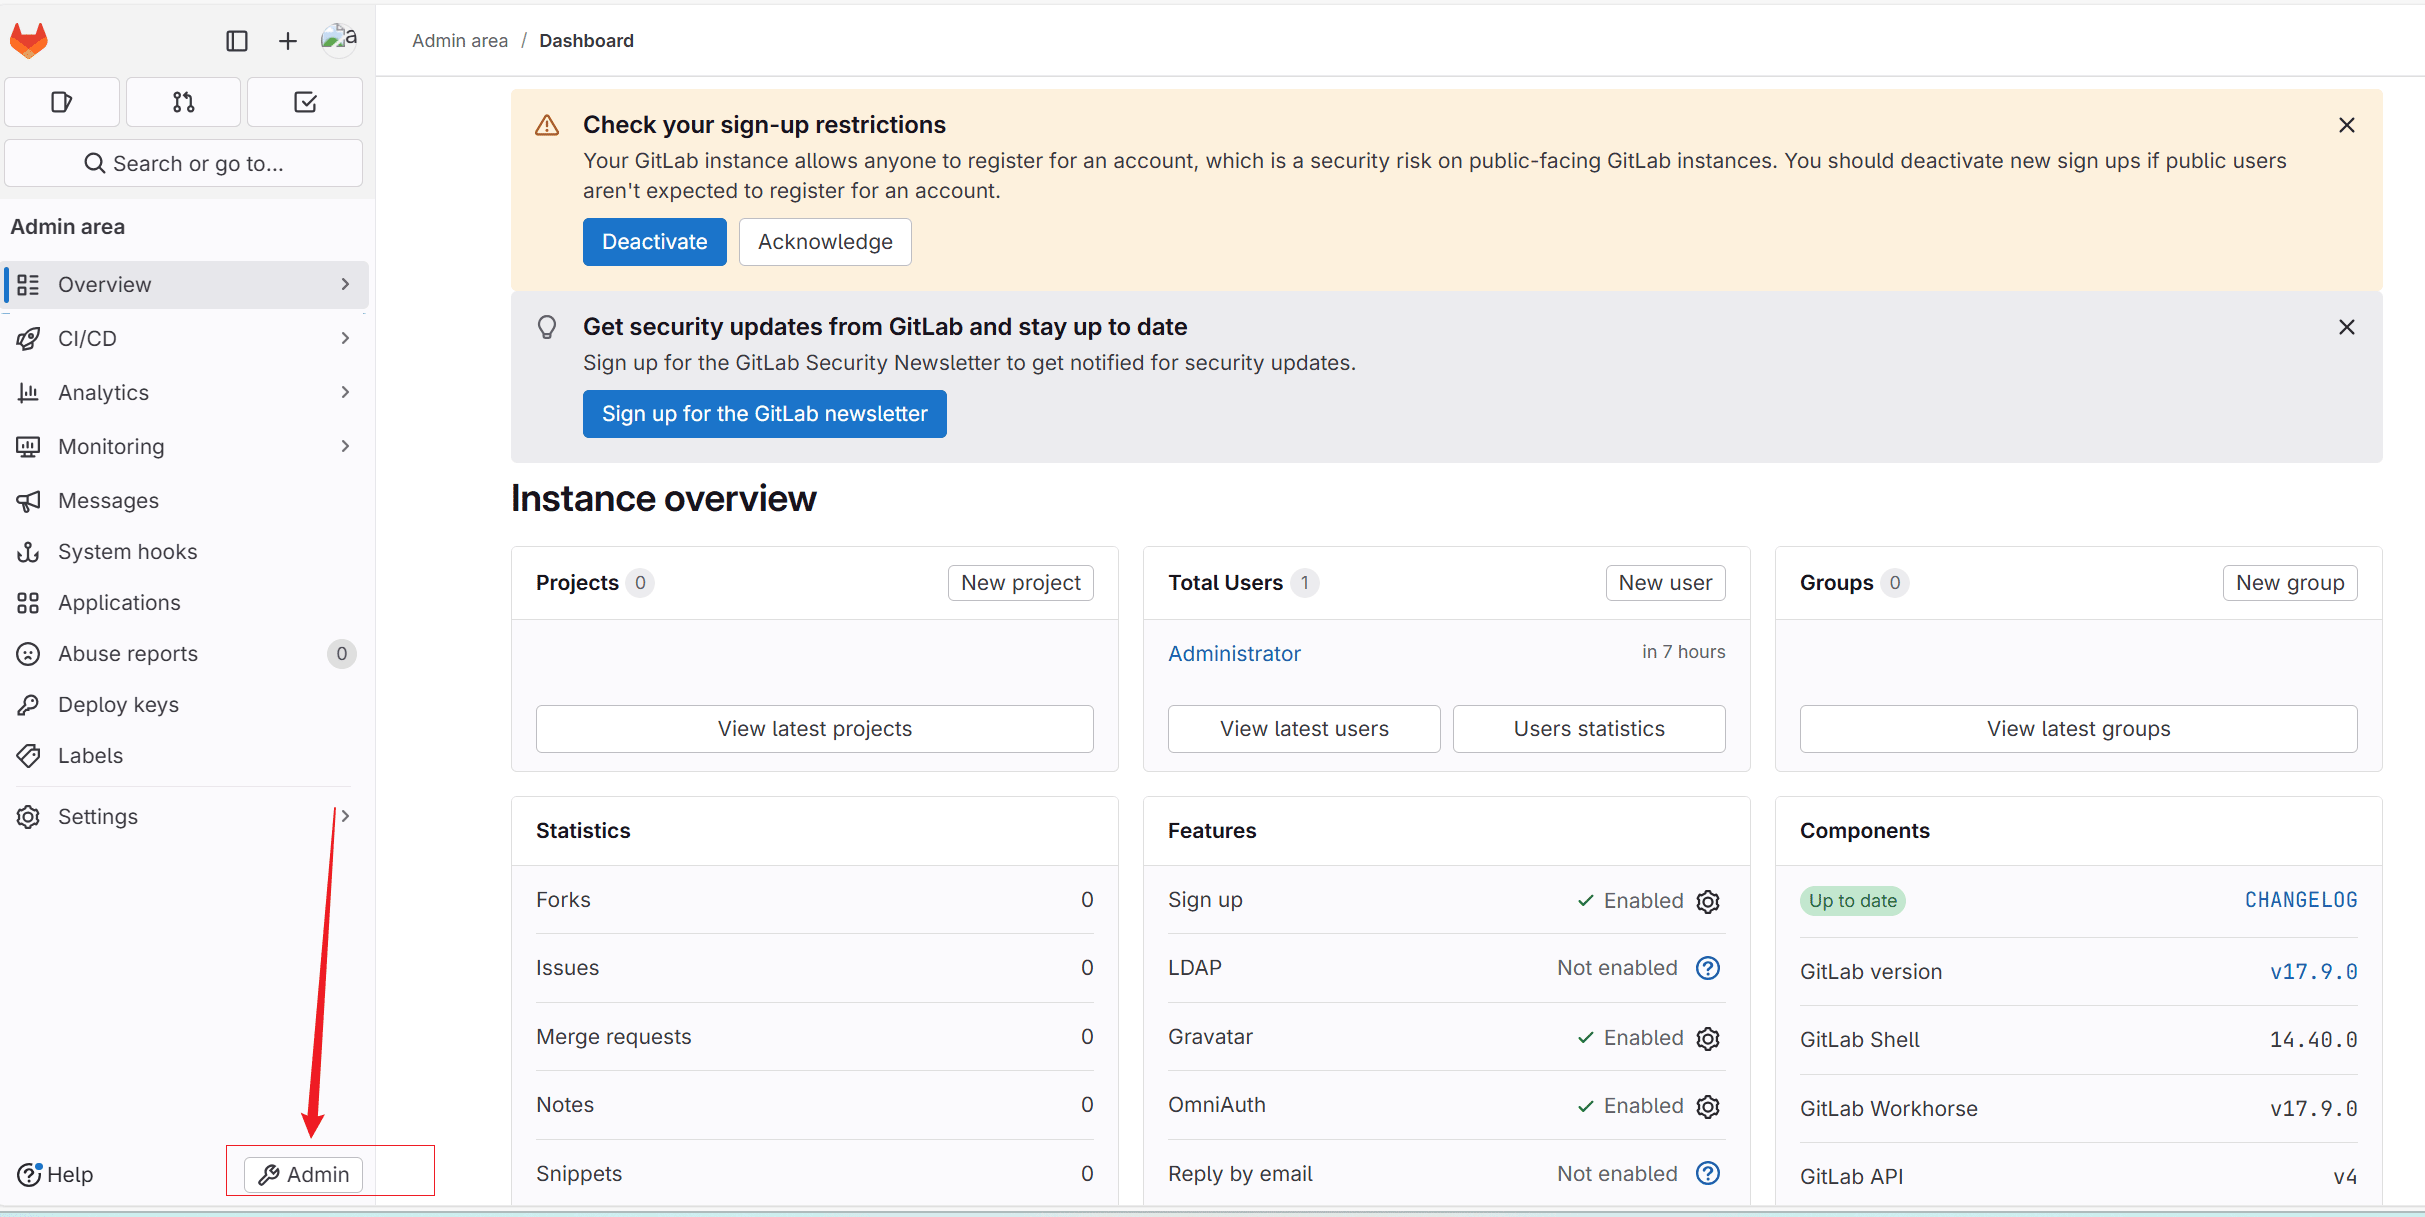 a
Admin area / Dashboard
Search or go to...
Admin area
Overview
CI/CD
Analytics
Monitoring
Messages
System hooks
Applications
Abuse reports 0
Deploy keys
Labels
Settings
Help
Admin
Check your sign-up restrictions
Your GitLab instance allows anyone to register for an account, which is a security risk on public-facing GitLab instances. You should deactivate new sign ups if public users
aren't expected to register for an account.
Deactivate Acknowledge
Get security updates from GitLab and stay up to date
Sign up for the GitLab Security Newsletter to get notified for security updates.
Sign up for the GitLab newsletter
Instance overview
Projects 0 New project
View latest projects
Total Users 1 New user
Administrator in 7 hours
View latest users Users statistics
Groups 0 New group
View latest groups
Statistics
Forks 0
Issues 0
Merge requests 0
Notes 0
Snippets 0
Features
Sign up Enabled
LDAP Not enabled
Gravatar Enabled
OmniAuth Enabled
Reply by email Not enabled
Components
Up to date CHANGELOG
GitLab version v17.9.0
GitLab Shell 14.40.0
GitLab Workhorse v17.9.0
GitLab API v4